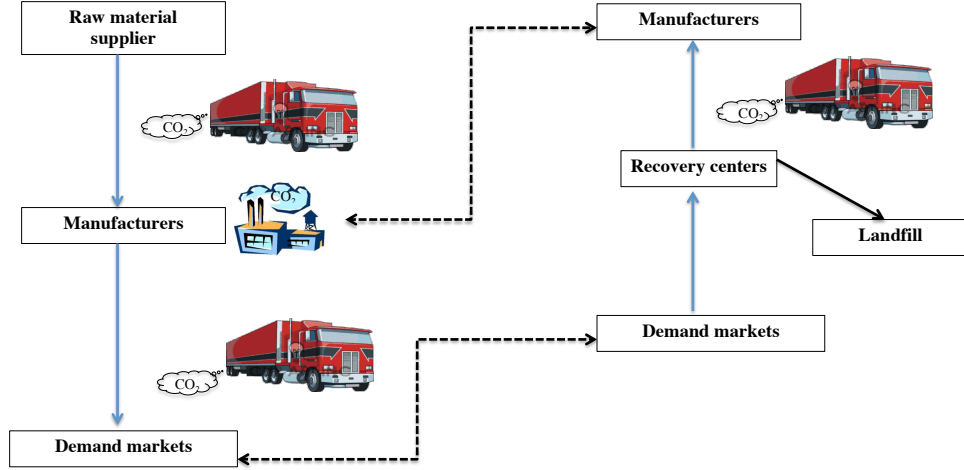 Raw material
supplier
CO2
CO2
Manufacturers
CO2
Demand markets
Manufacturers
CO2
Recovery centers
Landfill
Demand markets